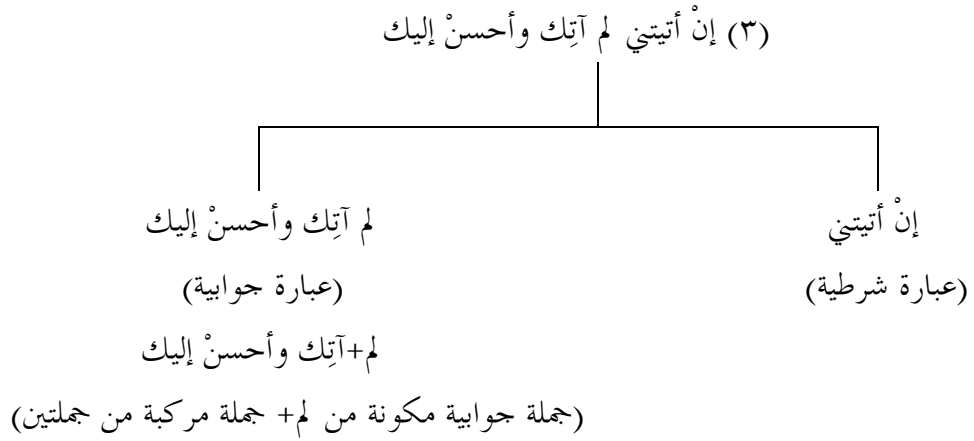 (٣) إنْ أتيتني لم آتِك وأحسنْ إليك
إنْ أتيتني
لم آتِك وأحسنْ إليك
(عبارة شرطية)
(عبارة جوابية)
لم+آتِك وأحسنْ إليك
(جملة جوابية مكونة من لم+ جملة مركبة من جملتين)